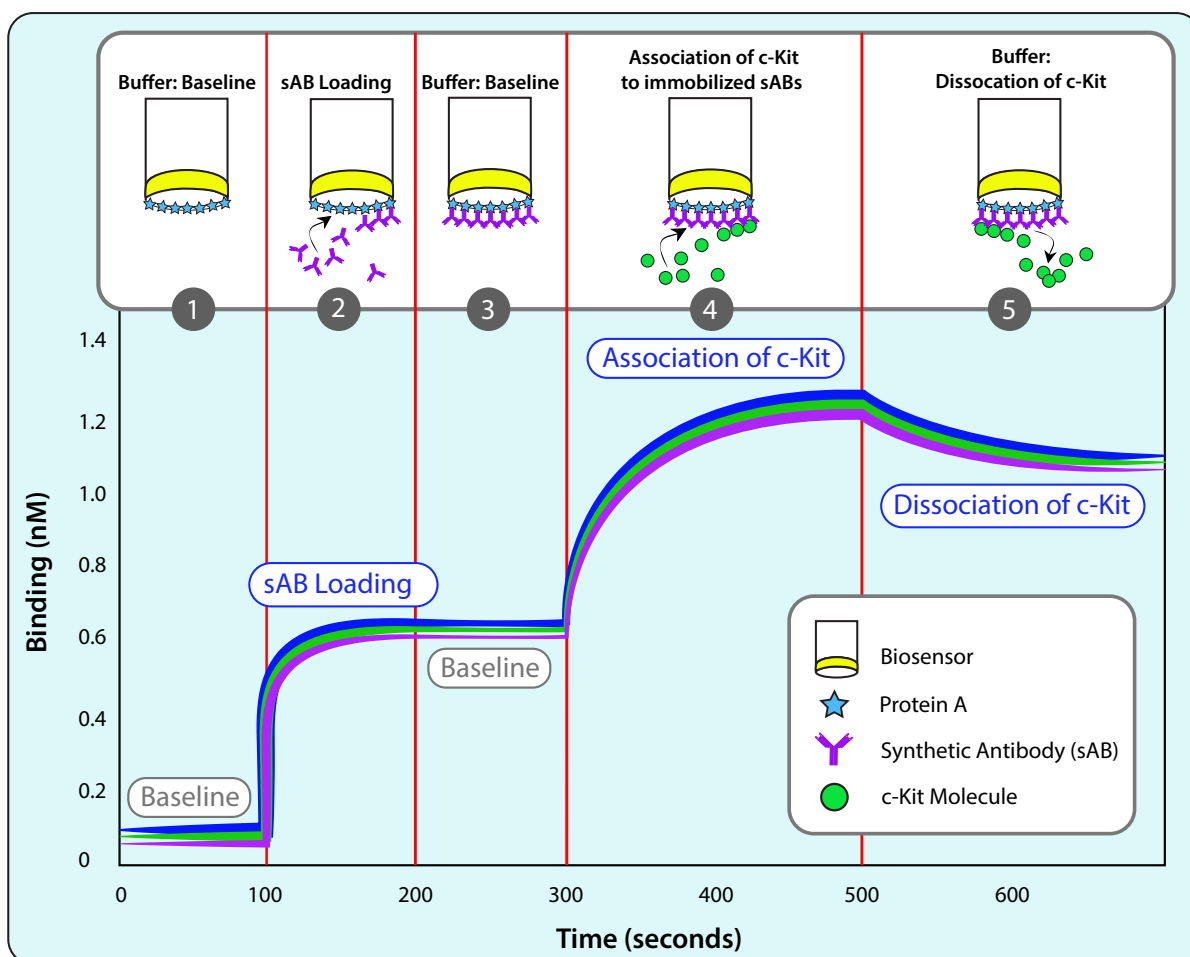 Buffer: Baseline
sAB Loading
Buffer: Baseline
Association of c-Kit
to immobilized sABs
Buffer:
Dissocation of c-Kit
1
2
3
4
5
1.4
1.2
1.0
0.8
0.6
0.4
0.2
0
Binding (nM)
Association of c-Kit
Dissociation of c-Kit
sAB Loading
Baseline
Baseline
Biosensor
Protein A
Synthetic Antibody (sAB)
c-Kit Molecule
0
100
200
300
400
500
600
Time (seconds)